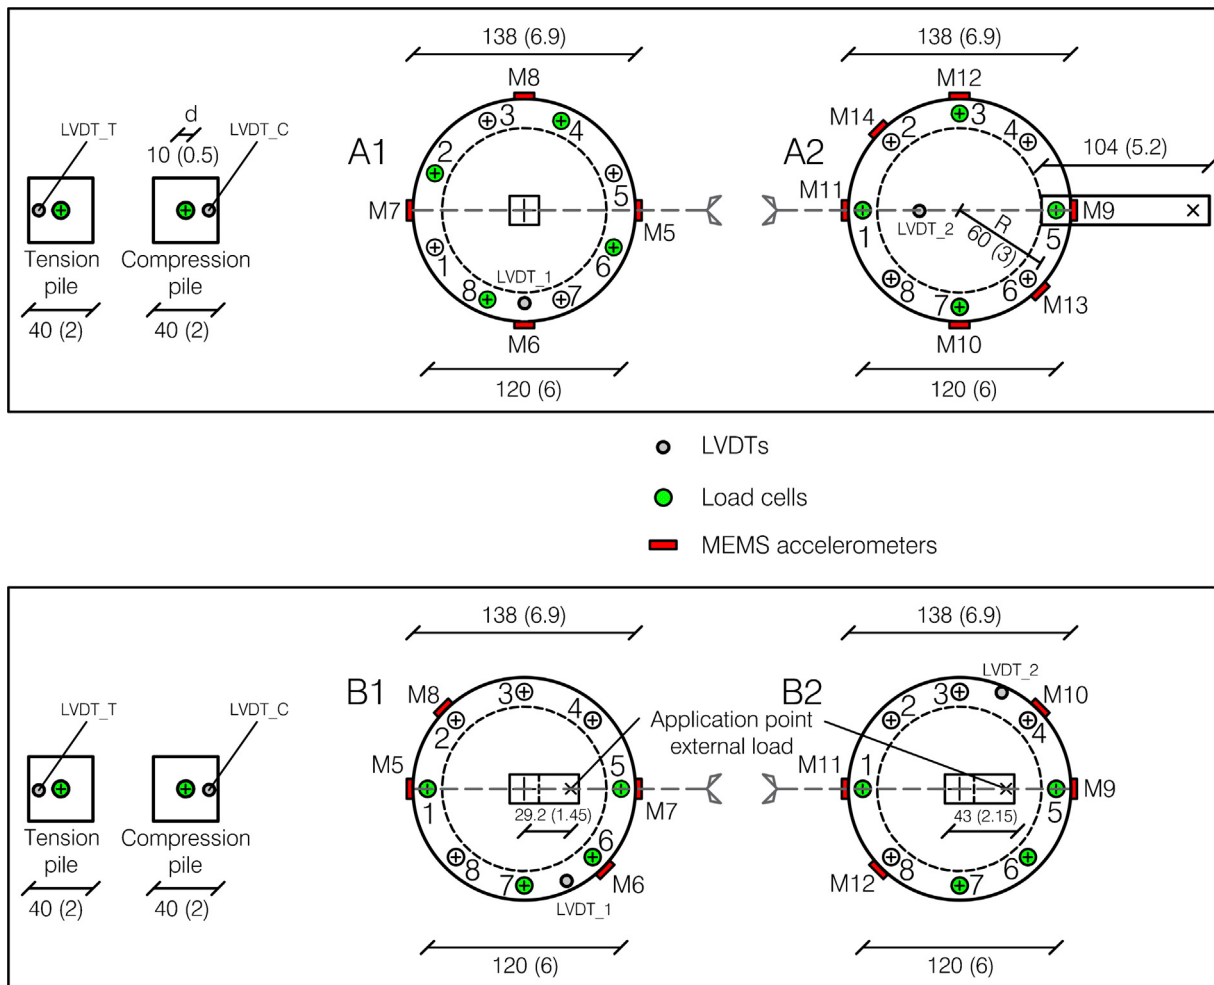 138 (6.9)
138 (6.9)
M8
M12
d
LVDT_T
LVDT_C
10 (0.5)
3
4
M14
3
2
4
A1
2
A2
104 (5.2)
5
M11
M7
M5
M9
1
LVDT_2
R
60 (3)
5
Tension
pile
Compression
pile
1
6
LVDT_1
8
7
8
7
6
M13
40 (2)
40 (2)
M6
M10
120 (6)
120 (6)
LVDTs
Load cells
MEMS accelerometers
138 (6.9)
138 (6.9)
LVDT_2
B1
M8
3
B2
3
M10
LVDT_T
LVDT_C
2
4
Application point
external load
2
4
M5
5
M11
1
M9
1
29.2 (1.45)
M7
43 (2.15)
5
Tension
pile
Compression
pile
8
7
6
M6
8
7
6
M12
LVDT_1
40 (2)
40 (2)
120 (6)
120 (6)